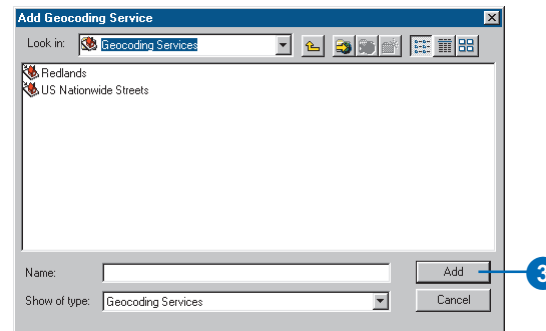 Add Geocoding Service
Look in: Geocoding Services
Redlands
US Nationwide Streets
Name: Add
3
Show of type: Geocoding Services Cancel